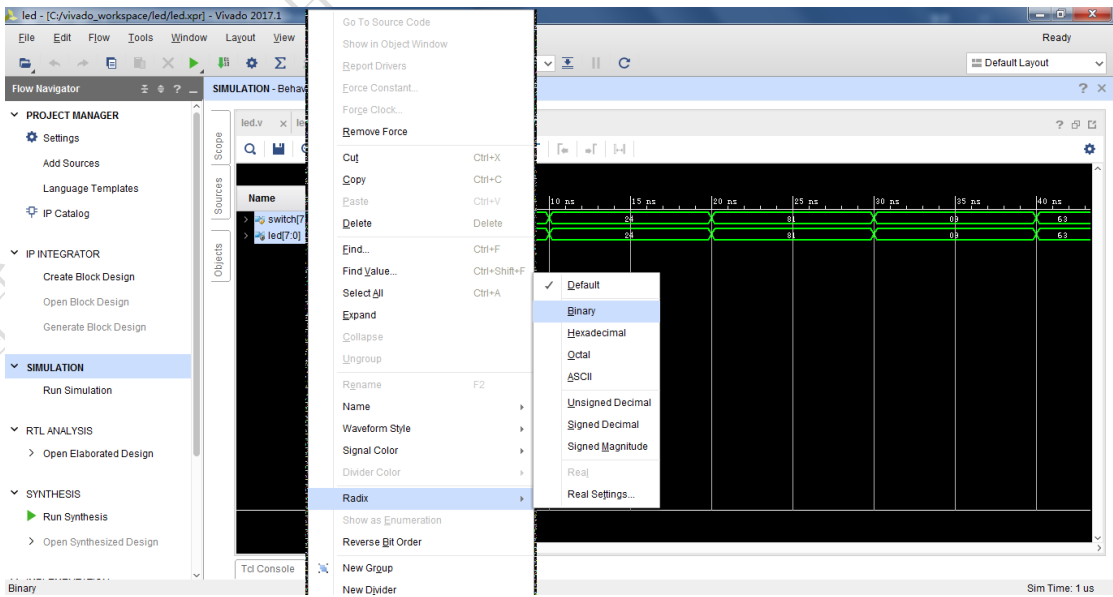 led - [C:/vivado_workspace/led/led.xpr] - Vivado 2017.1
File Edit Flow Tools Window Layout View
Ready
Default Layout
Flow Navigator
SIMULATION - Behav
PROJECT MANAGER
Settings
Add Sources
Language Templates
IP Catalog
IP INTEGRATOR
Create Block Design
Open Block Design
Generate Block Design
SIMULATION
Run Simulation
RTL ANALYSIS
Open Elaborated Design
SYNTHESIS
Run Synthesis
Open Synthesized Design
Scope
Sources
Objects
led.v
Name
switch[7
led[7:0]
Go To Source Code
Show in Object Window
Report Drivers
Force Constant...
Force Clock...
Remove Force
Cut Ctrl+X
Copy Ctrl+C
Paste Ctrl+V
Delete Delete
Find... Ctrl+F
Find Value... Ctrl+Shift+F
Select All Ctrl+A
Expand
Collapse
Ungroup
Rename F2
Name
Waveform Style
Signal Color
Divider Color
Radix
Show as Enumeration
Reverse Bit Order
New Group
New Divider
Default
Binary
Hexadecimal
Octal
ASCII
Unsigned Decimal
Signed Decimal
Signed Magnitude
Real
Real Settings...
10 ns 15 ns 20 ns 25 ns 30 ns 35 ns 40 ns
24 81 09 63
24 81 09 63
Tcl Console
Binary
Sim Time: 1 us